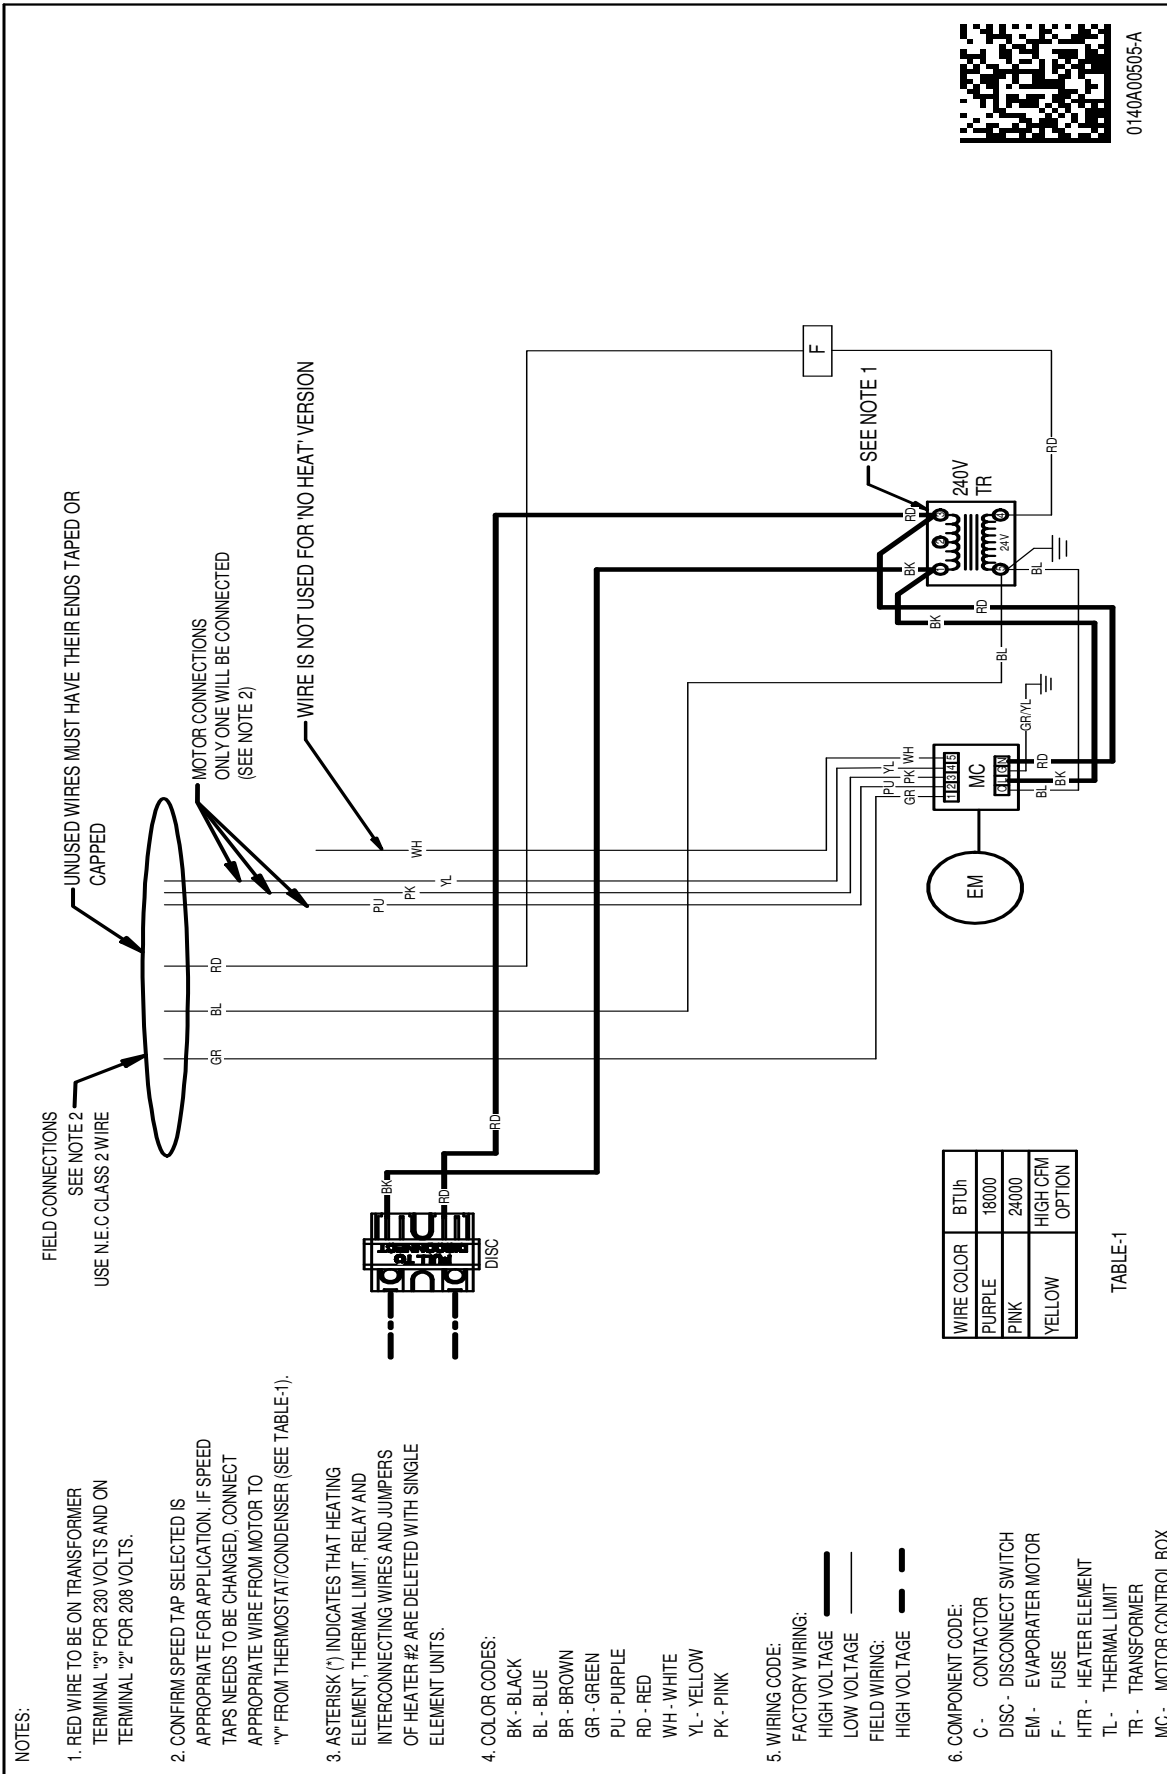 NOTES:
1. RED WIRE TO BE ON TRANSFORMER
TERMINAL "3" FOR 230 VOLTS AND ON
TERMINAL "2" FOR 208 VOLTS.
2. CONFIRM SPEED TAP SELECTED IS
APPROPRIATE FOR APPLICATION. IF SPEED
TAPS NEEDS TO BE CHANGED, CONNECT
APPROPRIATE WIRE FROM MOTOR TO
"Y" FROM THERMOSTAT/CONDENSER (SEE TABLE-1).
3. ASTERISK (*) INDICATES THAT HEATING
ELEMENT, THERMAL LIMIT, RELAY AND
INTERCONNECTING WIRES AND JUMPERS
OF HEATER #2 ARE DELETED WITH SINGLE
ELEMENT UNITS.
4. COLOR CODES:
BK - BLACK
BL - BLUE
BR - BROWN
GR - GREEN
PU - PURPLE
RD - RED
WH - WHITE
YL - YELLOW
PK - PINK
5. WIRING CODE:
FACTORY WIRING:
HIGH VOLTAGE
LOW VOLTAGE
FIELD WIRING:
HIGH VOLTAGE
6. COMPONENT CODE:
C - CONTACTOR
DISC - DISCONNECT SWITCH
EM - EVAPORATER MOTOR
F - FUSE
HTR - HEATER ELEMENT
TL - THERMAL LIMIT
TR - TRANSFORMER
MC - MOTOR CONTROL BOX
FIELD CONNECTIONS
SEE NOTE 2
USE N.E.C CLASS 2 WIRE
UNUSED WIRES MUST HAVE THEIR ENDS TAPED OR
CAPPED
MOTOR CONNECTIONS
ONLY ONE WILL BE CONNECTED
(SEE NOTE 2)
WIRE IS NOT USED FOR 'NO HEAT' VERSION
GR
BL
RD
PU
PK
YL
WH
PULL TO
DISCONNECT
DISC
BK
RD
RD
F
SEE NOTE 1
240V
TR
RD
BK
1
2
3
24V
5
4
RD
BL
BK
RD
BL
GR/YL
GR
PU
PK
YL
WH
1 2 3 4 5
MC
C L G N
BL
BK
RD
EM
WIRE COLOR BTUh
PURPLE 18000
PINK 24000
YELLOW HIGH CFM
OPTION
TABLE-1
0140A00505-A